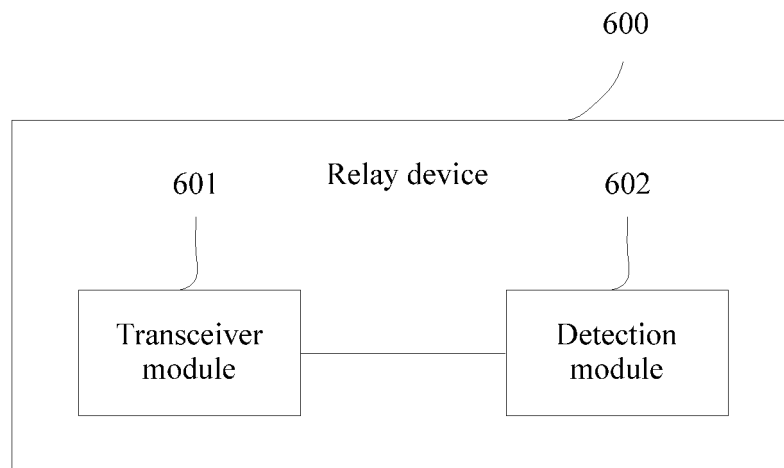 600
601
Relay device
602
Transceiver
module
Detection
module